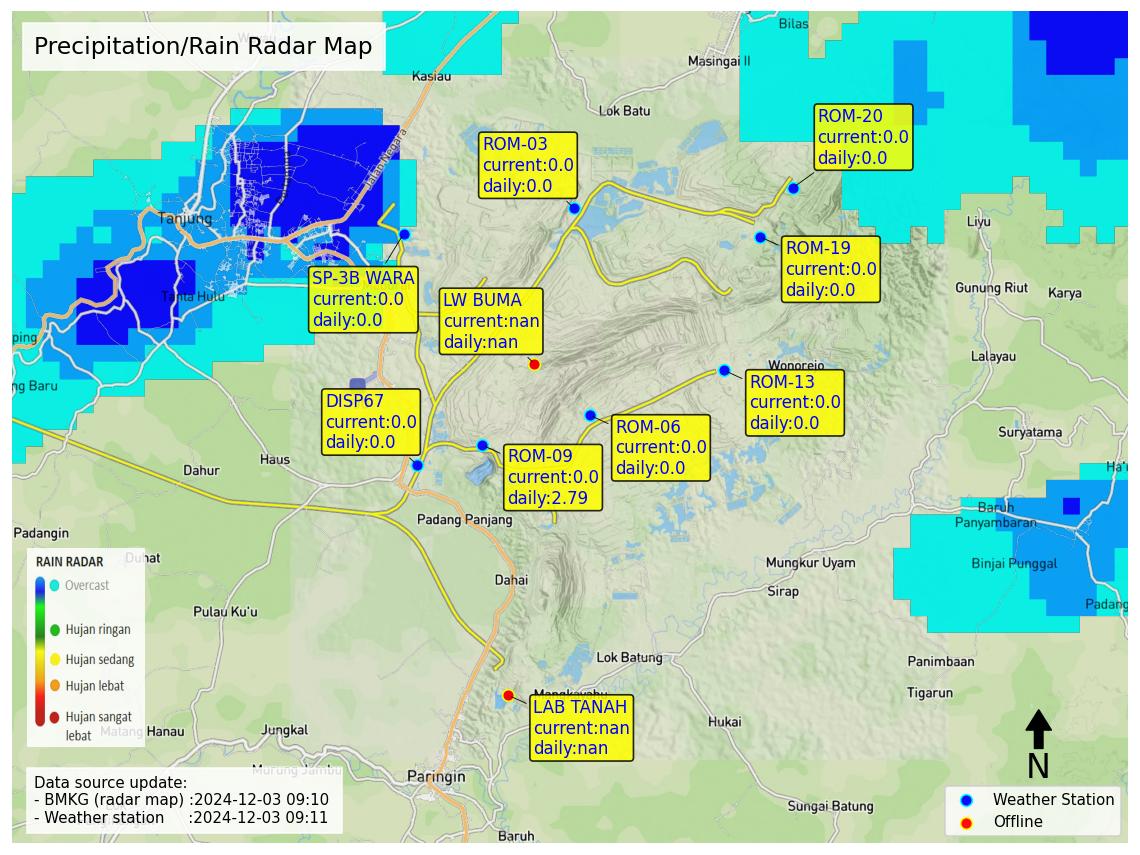 Precipitation/Rain Radar Map
Bilas
Masingai II
Kasiau
Lok Batu
Jalan Negara
ROM-20
current:0.0
daily:0.0
ROM-03
current:0.0
daily:0.0
Tanjung
Liyu
ROM-19
current:0.0
daily:0.0
SP-3B WARA
current:0.0
daily:0.0
LW BUMA
current:nan
daily:nan
Tanta Hulu
Gunung Riut
Karya
ping
Lalayau
Wonorejo
ng Baru
ROM-13
current:0.0
daily:0.0
DISP67
current:0.0
daily:0.0
ROM-06
current:0.0
daily:0.0
Suryatama
ROM-09
current:0.0
daily:2.79
Haus
Dahur
Ha'u
Baruh
Panyambaran
Padang Panjang
Padangin
Duhat
Mungkur Uyam
Binjai Punggal
Dahai
Sirap
Padang
Pulau Ku'u
RAIN RADAR
Overcast
Hujan ringan
Hujan sedang
Hujan lebat
Hujan sangat
lebat
Lok Batung
Panimbaan
Tigarun
Mangkayahu
LAB TANAH
current:nan
daily:nan
Hukai
Matang Hanau
Jungkal
Murung Jambu
Paringin
Sungai Batung
Baruh
Data source update:
- BMKG (radar map) :2024-12-03 09:10
- Weather station :2024-12-03 09:11
N
Weather Station
Offline